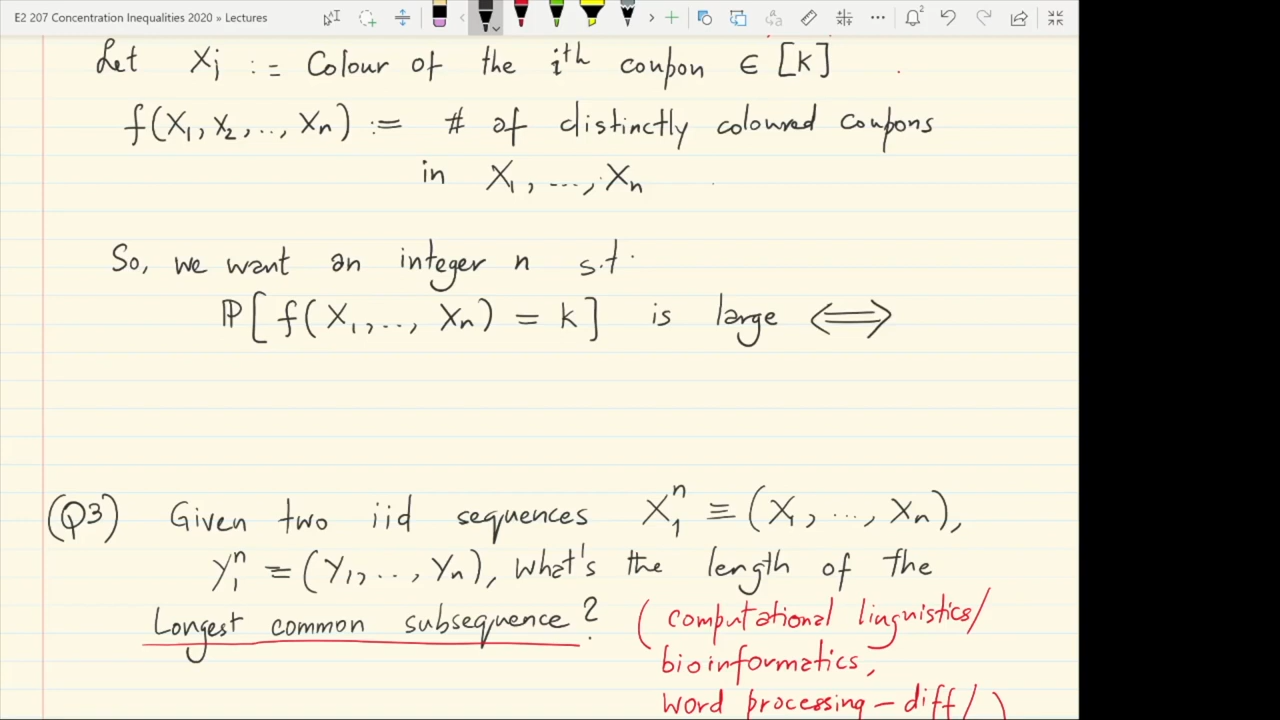 E2 207 Concentration Inequalities 2020 » Lectures
Let Xj := Colour of the ith coupon ∈ [k]
f(X₁, X₂, .., Xn) := # of distinctly coloured coupons
in X₁, ..., Xn
So, we want an integer n s.t.
ℙ[f(X₁, .., Xn) = k] is large ⟺
(Q3) Given two iid sequences X₁ⁿ ≡ (X₁, ..., Xn),
Y₁ⁿ = (Y₁, ..., Yn), what's the length of the
Longest common subsequence?
(computational linguistics/
bioinformatics,
word processing – diff/)